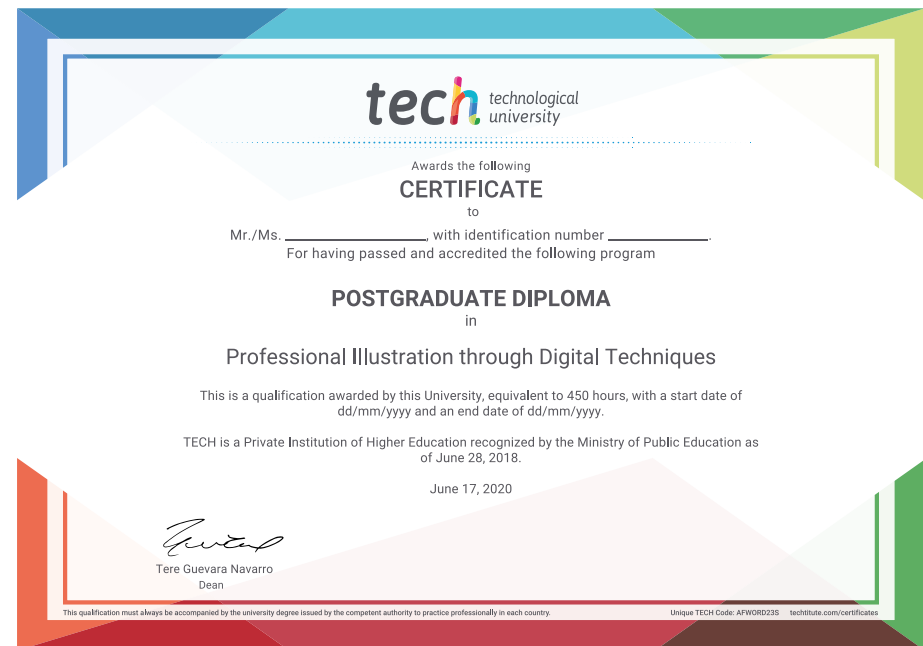 tech technological
university
Awards the following
CERTIFICATE
to
Mr./Ms. ____________________, with identification number ______________.
For having passed and accredited the following program
POSTGRADUATE DIPLOMA
in
Professional Illustration through Digital Techniques
This is a qualification awarded by this University, equivalent to 450 hours, with a start date of
dd/mm/yyyy and an end date of dd/mm/yyyy.
TECH is a Private Institution of Higher Education recognized by the Ministry of Public Education as
of June 28, 2018.
June 17, 2020
Tere Guevara Navarro
Dean
This qualification must always be accompanied by the university degree issued by the competent authority to practice professionally in each country. Unique TECH Code: AFWORD23S techtitute.com/certificates